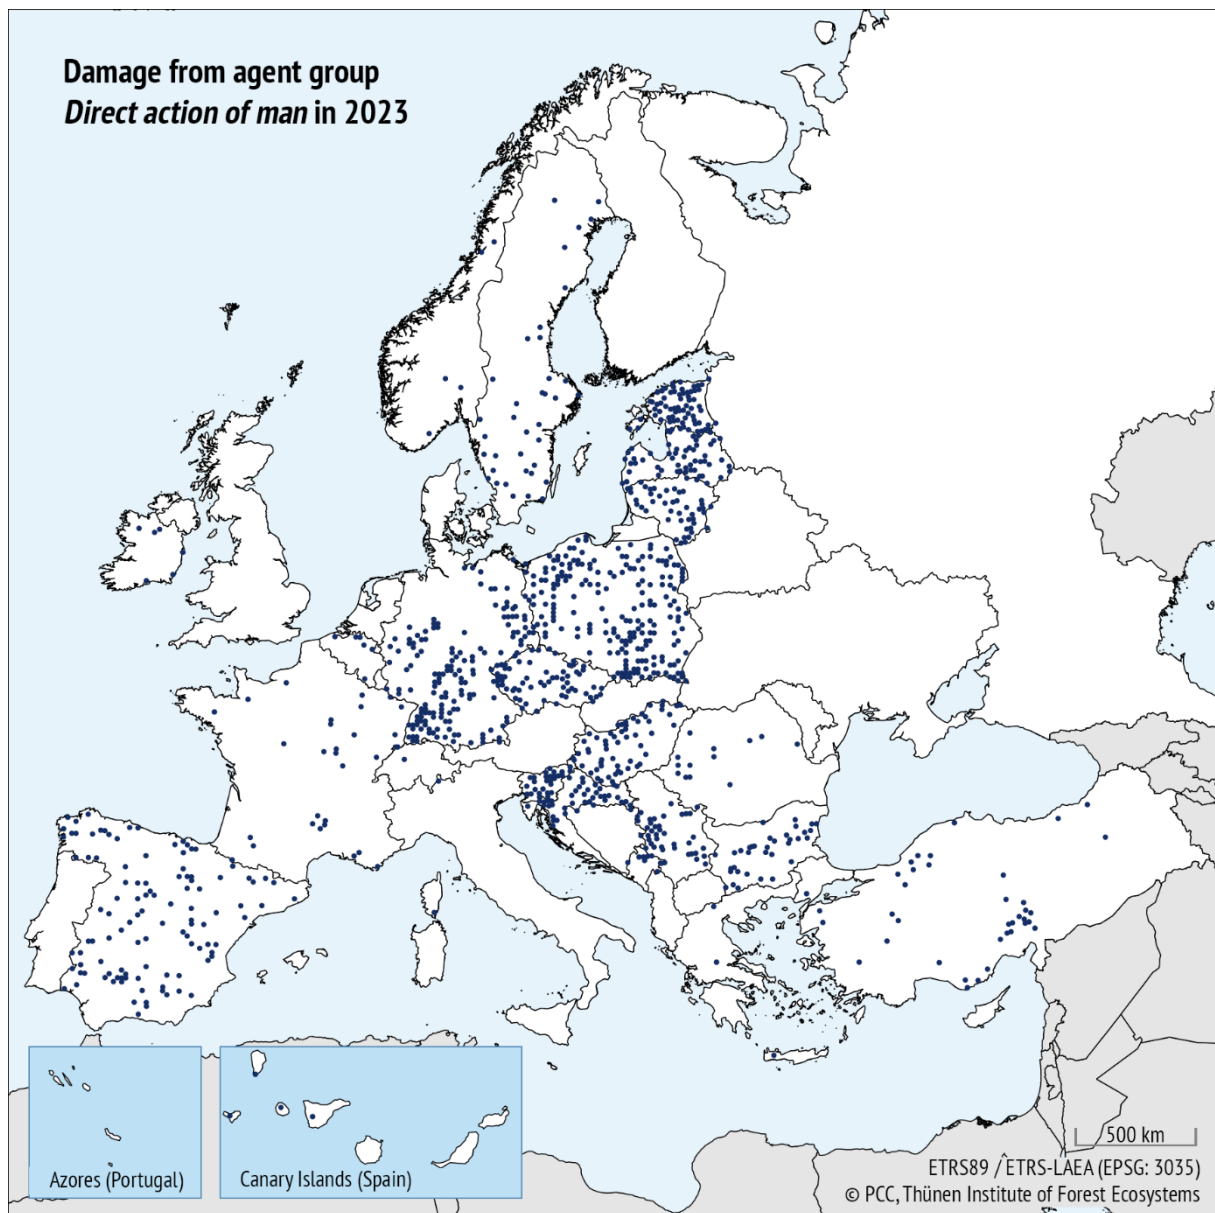 Damage from agent group
Direct action of man in 2023
Azores (Portugal)
Canary Islands (Spain)
500 km
ETRS89 / ̂ETRS-LAEA (EPSG: 3035)
© PCC, Thünen Institute of Forest Ecosystems